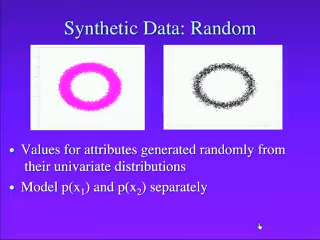 Synthetic Data: Random
• Values for attributes generated randomly from
their univariate distributions
• Model p(x₁) and p(x₂) separately